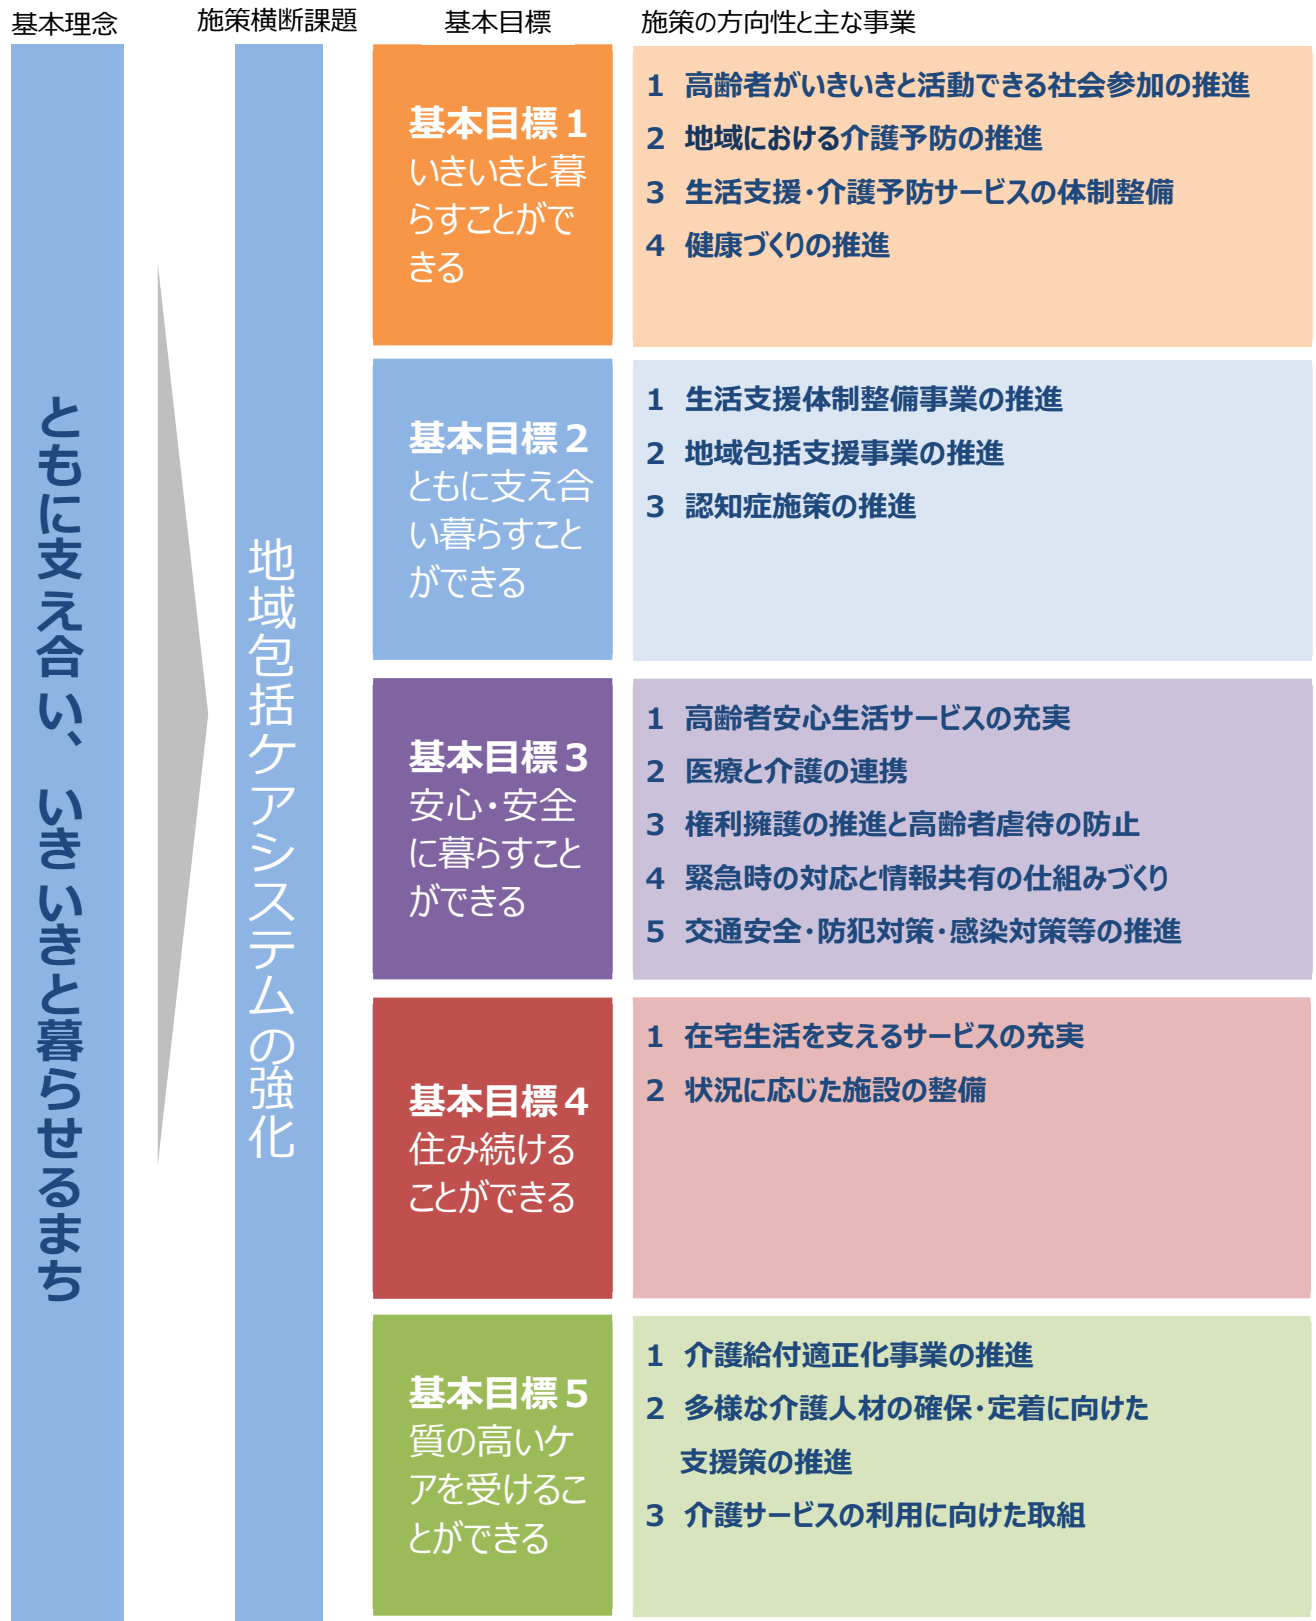 基本理念
施策横断課題
基本目標
施策の方向性と主な事業
ともに支え合い、いきいきと暮らせるまち
地域包括ケアシステムの強化
基本目標1
いきいきと暮
らすことがで
きる
1 高齢者がいきいきと活動できる社会参加の推進
2 地域における介護予防の推進
3 生活支援・介護予防サービスの体制整備
4 健康づくりの推進
基本目標2
ともに支え合
い暮らすこと
ができる
1 生活支援体制整備事業の推進
2 地域包括支援事業の推進
3 認知症施策の推進
基本目標3
安心・安全
に暮らすこと
ができる
1 高齢者安心生活サービスの充実
2 医療と介護の連携
3 権利擁護の推進と高齢者虐待の防止
4 緊急時の対応と情報共有の仕組みづくり
5 交通安全・防犯対策・感染対策等の推進
基本目標4
住み続ける
ことができる
1 在宅生活を支えるサービスの充実
2 状況に応じた施設の整備
基本目標5
質の高いケ
アを受けるこ
とができる
1 介護給付適正化事業の推進
2 多様な介護人材の確保・定着に向けた
支援策の推進
3 介護サービスの利用に向けた取組